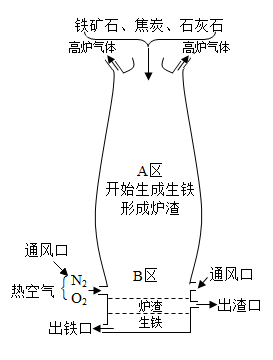 铁矿石、焦炭、石灰石
高炉气体
高炉气体
A区
开始生成生铁
形成炉渣
通风口
B区
通风口
热空气
N₂
O₂
炉渣
出渣口
生铁
出铁口